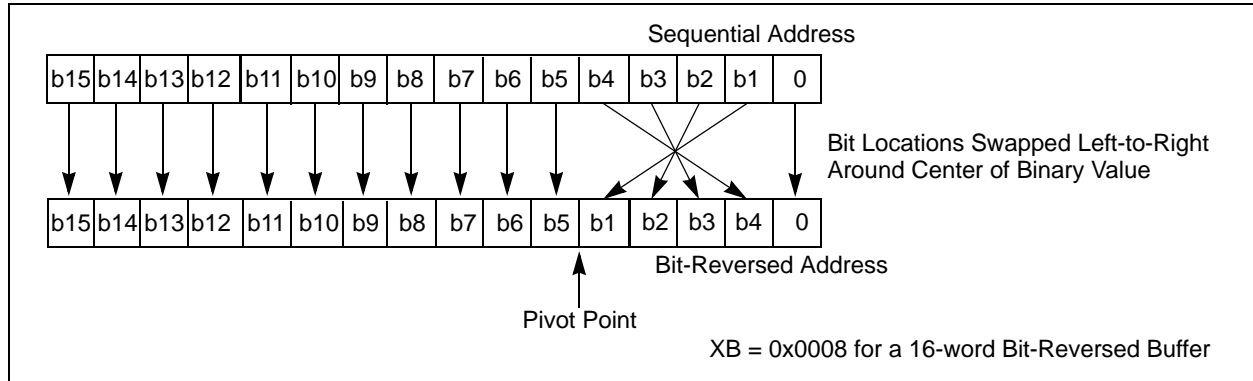 Sequential Address
b15 b14 b13 b12 b11 b10 b9 b8 b7 b6 b5 b4 b3 b2 b1 0
Bit Locations Swapped Left-to-Right
Around Center of Binary Value
b15 b14 b13 b12 b11 b10 b9 b8 b7 b6 b5 b1 b2 b3 b4 0
Bit-Reversed Address
Pivot Point
XB = 0x0008 for a 16-word Bit-Reversed Buffer